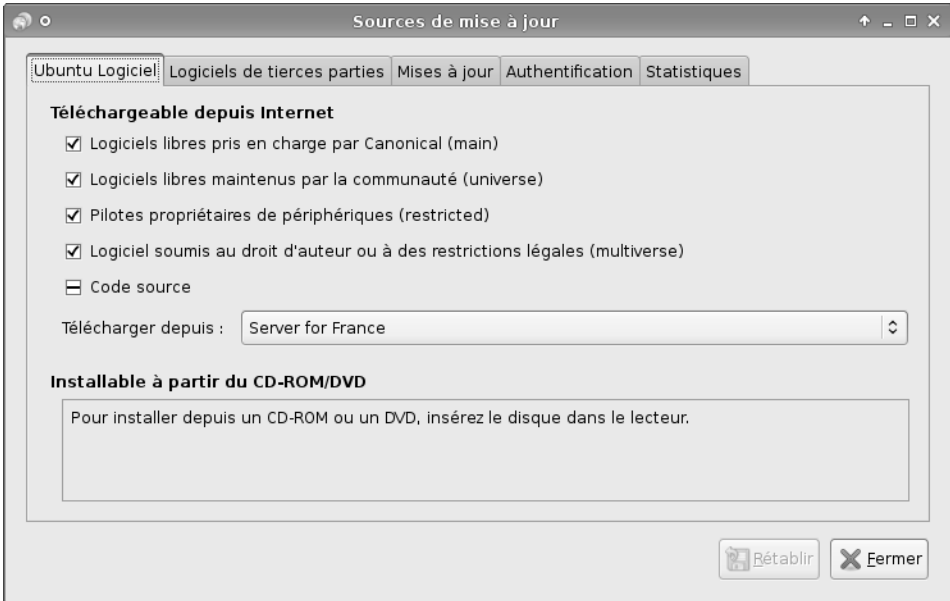 Sources de mise à jour
Ubuntu Logiciel
Logiciels de tierces parties
Mises à jour
Authentification
Statistiques
Téléchargeable depuis Internet
Logiciels libres pris en charge par Canonical (main)
Logiciels libres maintenus par la communauté (universe)
Pilotes propriétaires de périphériques (restricted)
Logiciel soumis au droit d'auteur ou à des restrictions légales (multiverse)
Code source
Télécharger depuis :
Server for France
Installable à partir du CD-ROM/DVD
Pour installer depuis un CD-ROM ou un DVD, insérez le disque dans le lecteur.
Rétablir
Fermer